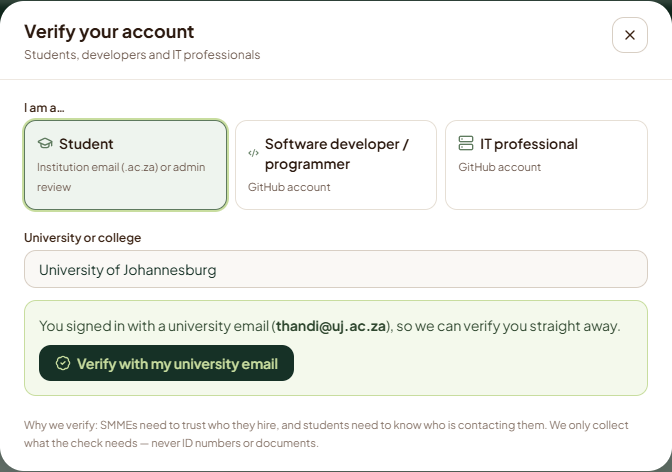 Verify your account
Students, developers and IT professionals
I am a…
Student
Institution email (.ac.za) or admin
review
Software developer /
programmer
GitHub account
IT professional
GitHub account
University or college
University of Johannesburg
You signed in with a university email (thandi@uj.ac.za), so we can verify you straight away.
Verify with my university email
Why we verify: SMMEs need to trust who they hire, and students need to know who is contacting them. We only collect
what the check needs — never ID numbers or documents.